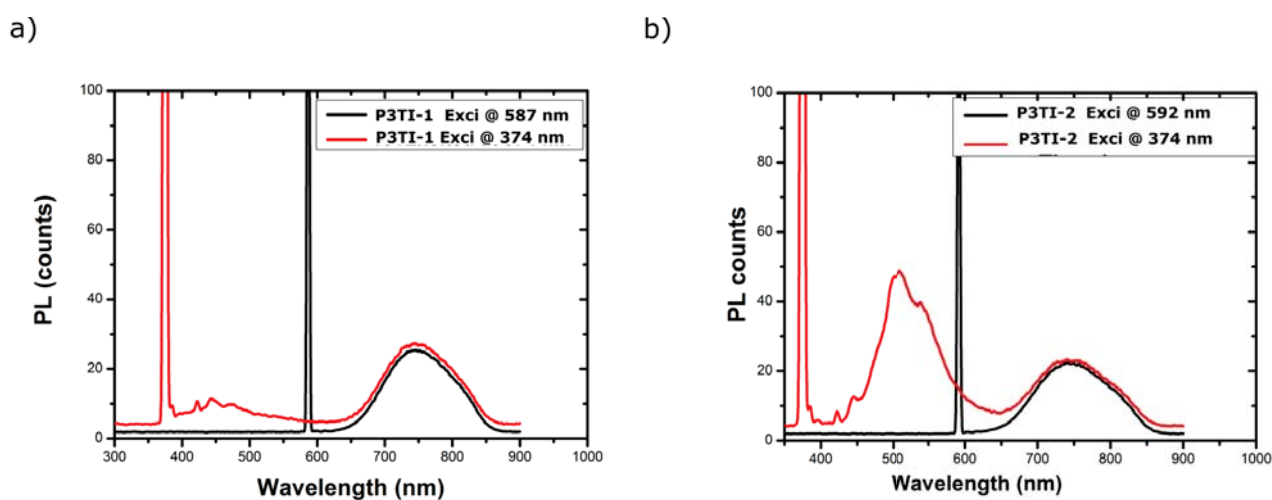 a)
b)
P3TI-1 Exci @ 587 nm
P3TI-1 Exci @ 374 nm
PL (counts)
100
80
60
40
20
0
300 400 500 600 700 800 900 1000
Wavelength (nm)
P3TI-2 Exci @ 592 nm
P3TI-2 Exci @ 374 nm
PL counts
100
80
60
40
20
0
400 500 600 700 800 900 1000
Wavelength (nm)